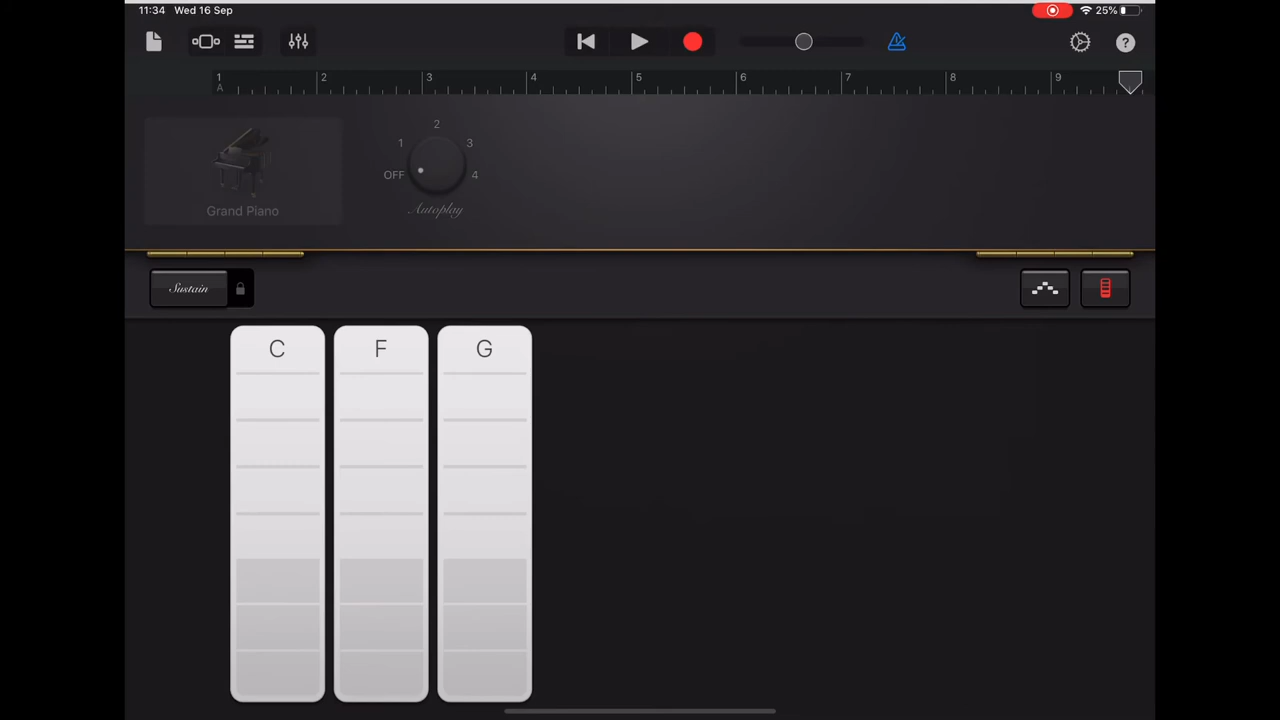 11:34 Wed 16 Sep 25%
?
1 2 3 4 5 6 7 8 9
A
2
1 3
OFF 4
Grand Piano Autoplay
Sustain
C F G